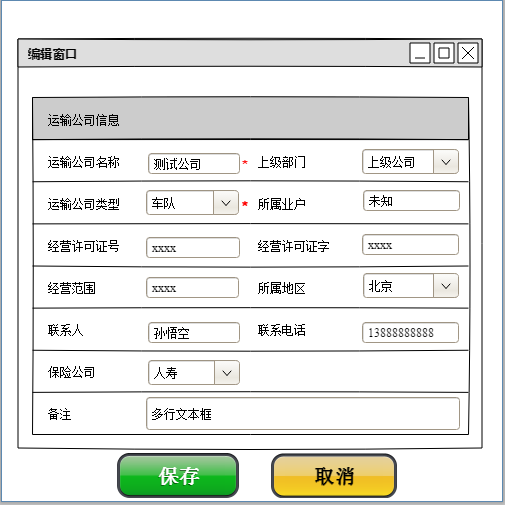 编辑窗口
运输公司信息
运输公司名称 测试公司 * 上级部门 上级公司
运输公司类型 车队 * 所属业户 未知
经营许可证号 xxxx 经营许可证字 xxxx
经营范围 xxxx 所属地区 北京
联系人 孙悟空 联系电话 13888888888
保险公司 人寿
备注 多行文本框
保存 取消